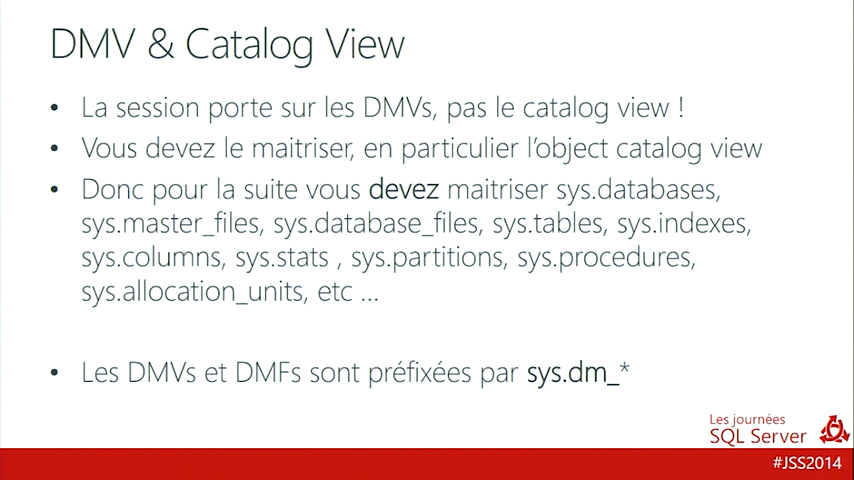 DMV & Catalog View
• La session porte sur les DMVs, pas le catalog view !
• Vous devez le maitriser, en particulier l'object catalog view
• Donc pour la suite vous devez maitriser sys.databases,
sys.master_files, sys.database_files, sys.tables, sys.indexes,
sys.columns, sys.stats , sys.partitions, sys.procedures,
sys.allocation_units, etc ...
• Les DMVs et DMFs sont préfixées par sys.dm_*
Les journées
SQL Server
#JSS2014